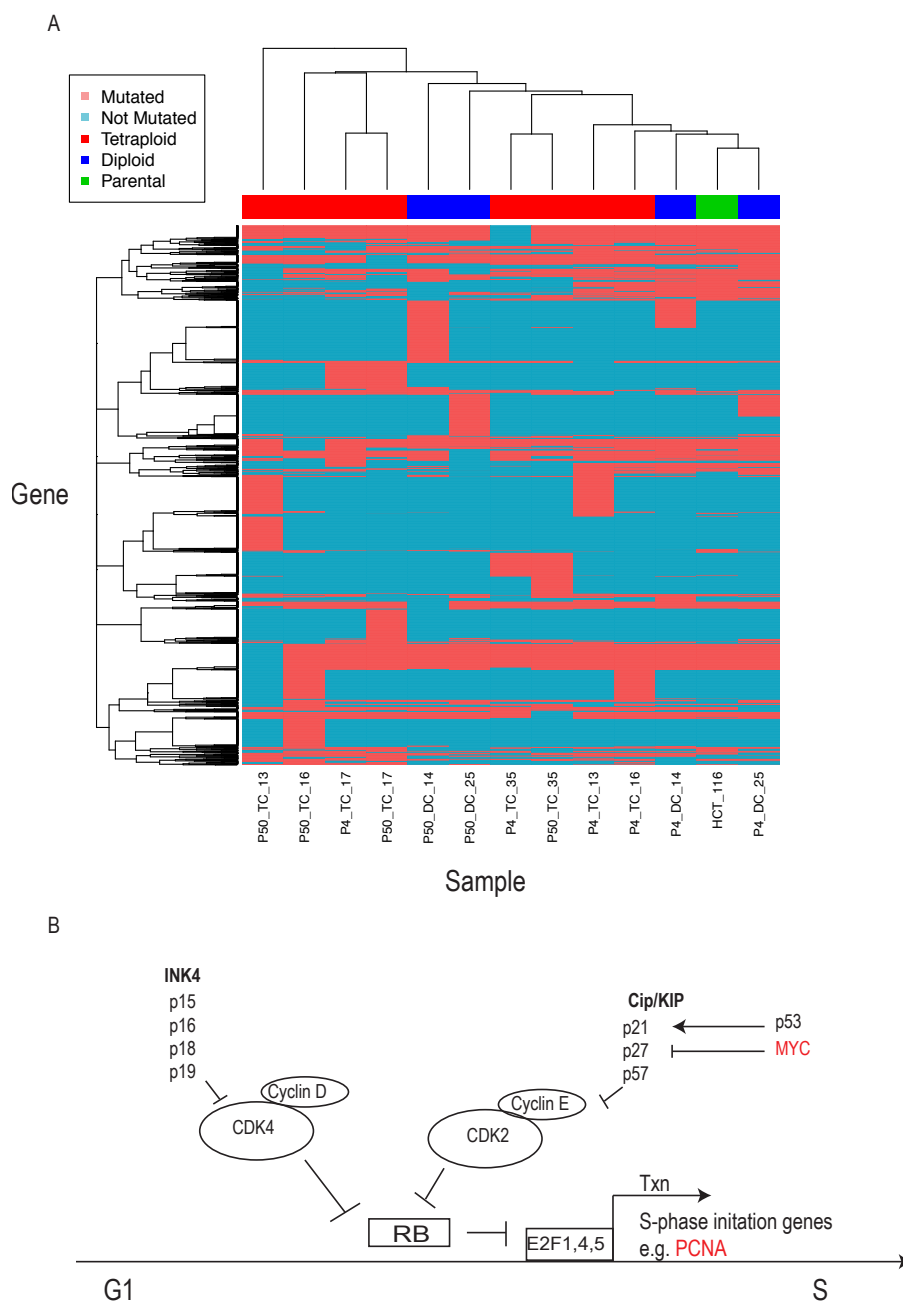 A
Mutated
Not Mutated
Tetraploid
Diploid
Parental
Gene
P50_TC_13
P50_TC_16
P4_TC_17
P50_TC_17
P50_DC_14
P50_DC_25
P4_TC_35
P50_TC_35
P4_TC_13
P4_TC_16
P4_DC_14
HCT_116
P4_DC_25
Sample
B
INK4
p15
p16
p18
p19
Cyclin D
CDK4
Cip/KIP
p21
p27
p57
p53
MYC
Cyclin E
CDK2
RB
E2F1,4,5
Txn
S-phase initation genes
e.g. PCNA
G1
S